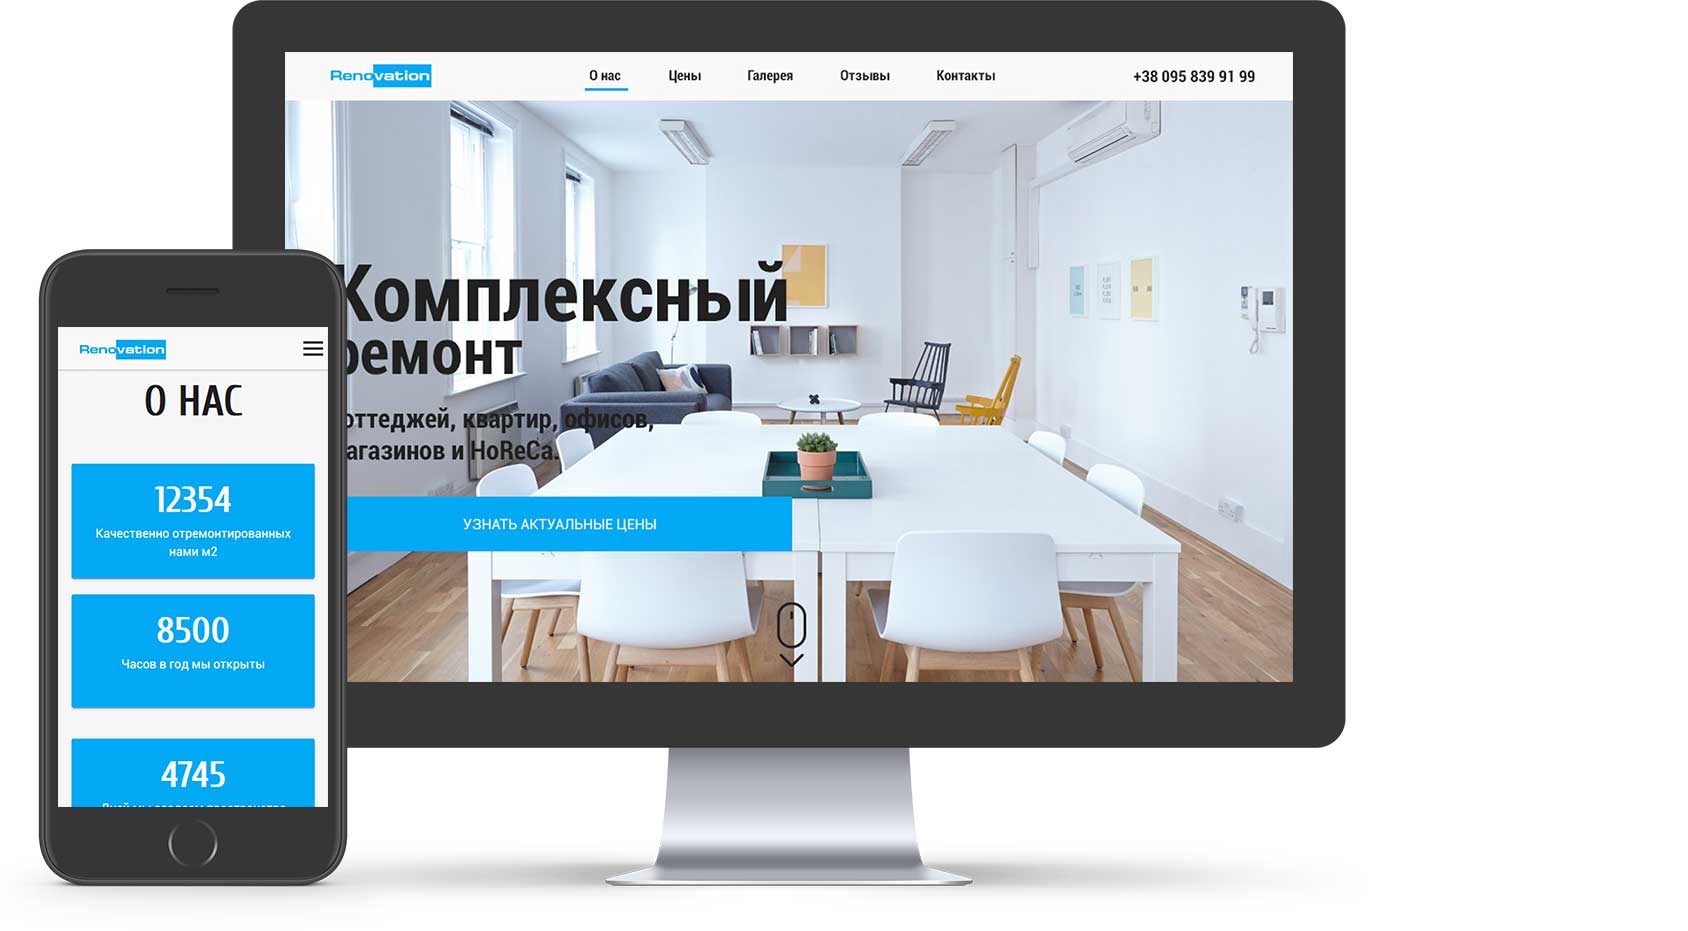 Renovation
О нас
Цены
Галерея
Отзывы
Контакты
+38 095 839 91 99
Комплексный
ремонт
оттеджей, квартир, офисов,
агазинов и HoReCa.
УЗНАТЬ АКТУАЛЬНЫЕ ЦЕНЫ
Renovation
О НАС
12354
Качественно отремонтированных
нами м2
8500
Часов в год мы открыты
4745